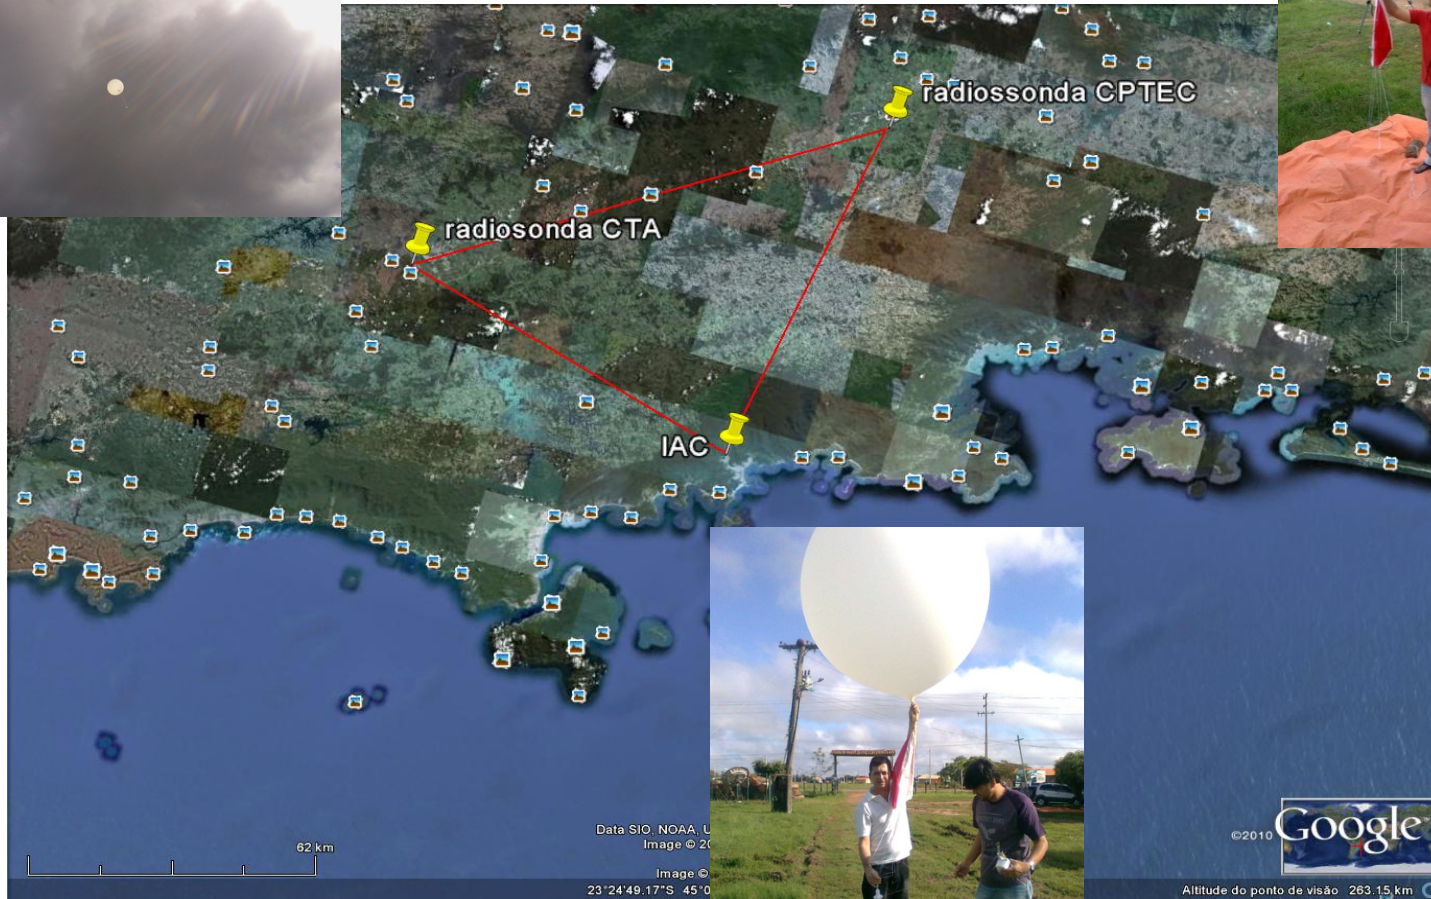 radiossonda CPTEC
radiosonda CTA
IAC
62 km
Data SIO, NOAA, U
Image © 20
Image ©
©2010 Google
23°24'49.17"S 45°0
Altitude do ponto de visão 263.15 km